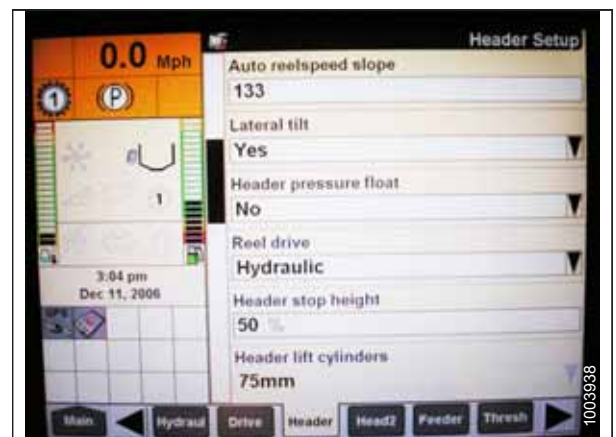 0.0 Mph
Header Setup
Auto reelspeed slope
133
1
(P)
Lateral tilt
Yes
1
Header pressure float
No
Reel drive
Hydraulic
3:04 pm
Dec 11, 2006
Header stop height
50 %
GPS
Header lift cylinders
75mm
Main
Hydraul
Drive
Header
Head2
Feeder
Thresh
1003938